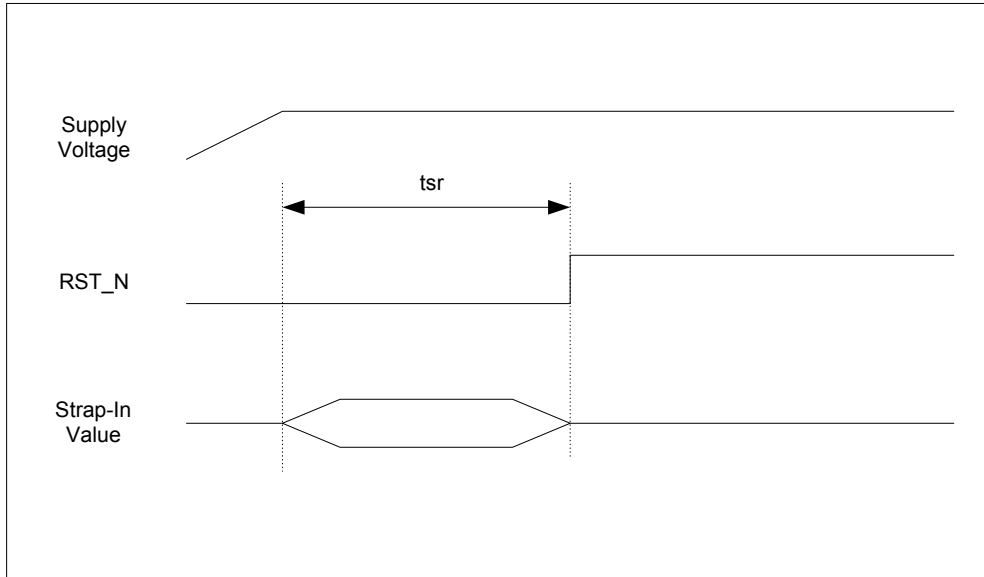 Supply
Voltage
tsr
RST_N
Strap-In
Value